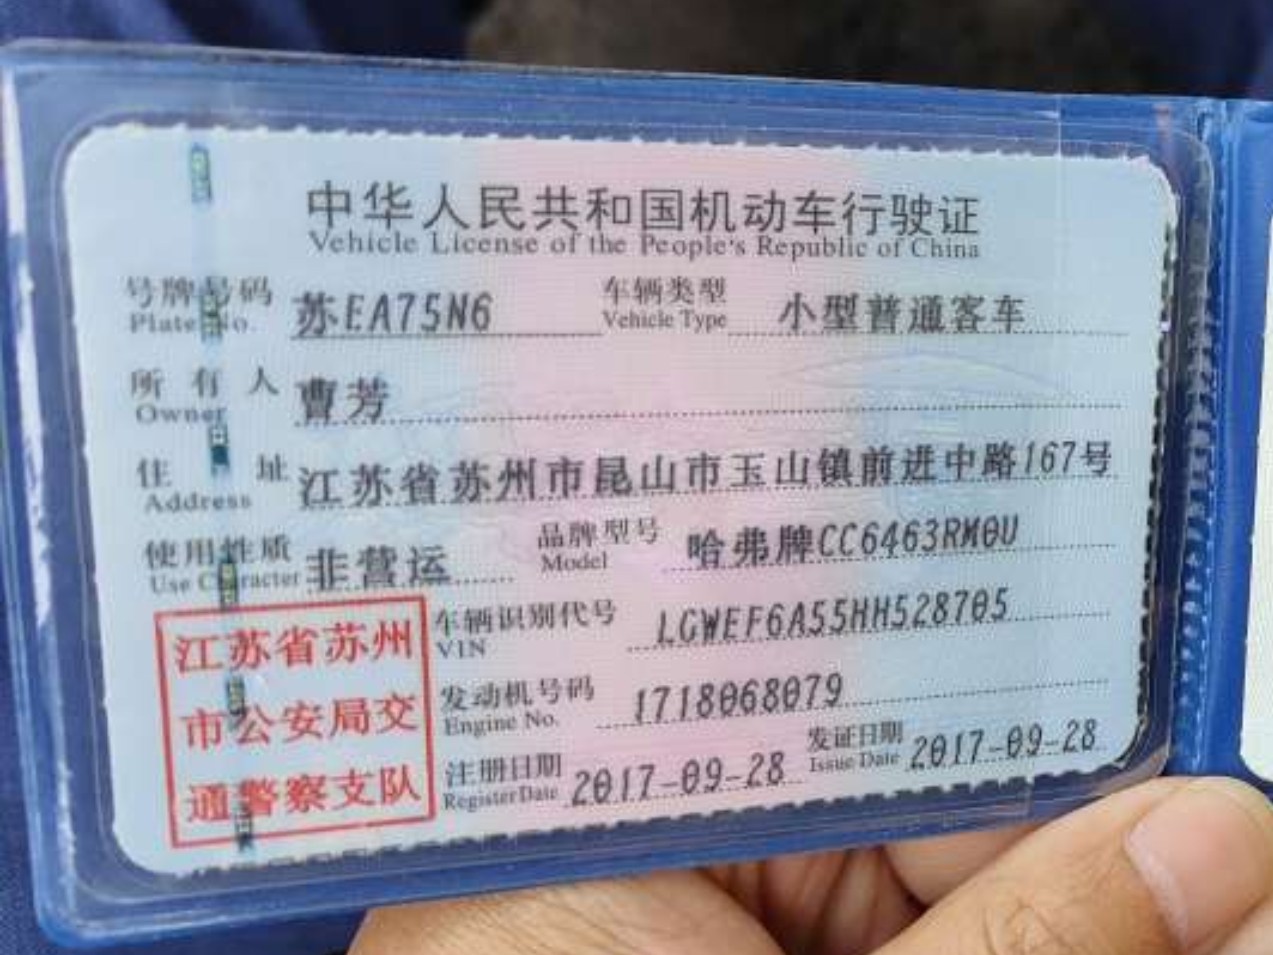 中华人民共和国机动车行驶证
Vehicle License of the People's Republic of China
号牌号码 苏EA75N6 车辆类型 小型普通客车
Plate No. Vehicle Type
所有人 曹芳
Owner
住址 江苏省苏州市昆山市玉山镇前进中路167号
Address
使用性质 非营运 品牌型号 哈弗牌CC6463RM0U
Use Character Model
江苏省苏州
市公安局交
通警察支队
车辆识别代号 LGWEF6A55HH528705
VIN
发动机号码 1718068079
Engine No.
注册日期 2017-09-28 发证日期 2017-09-28
Register Date Issue Date